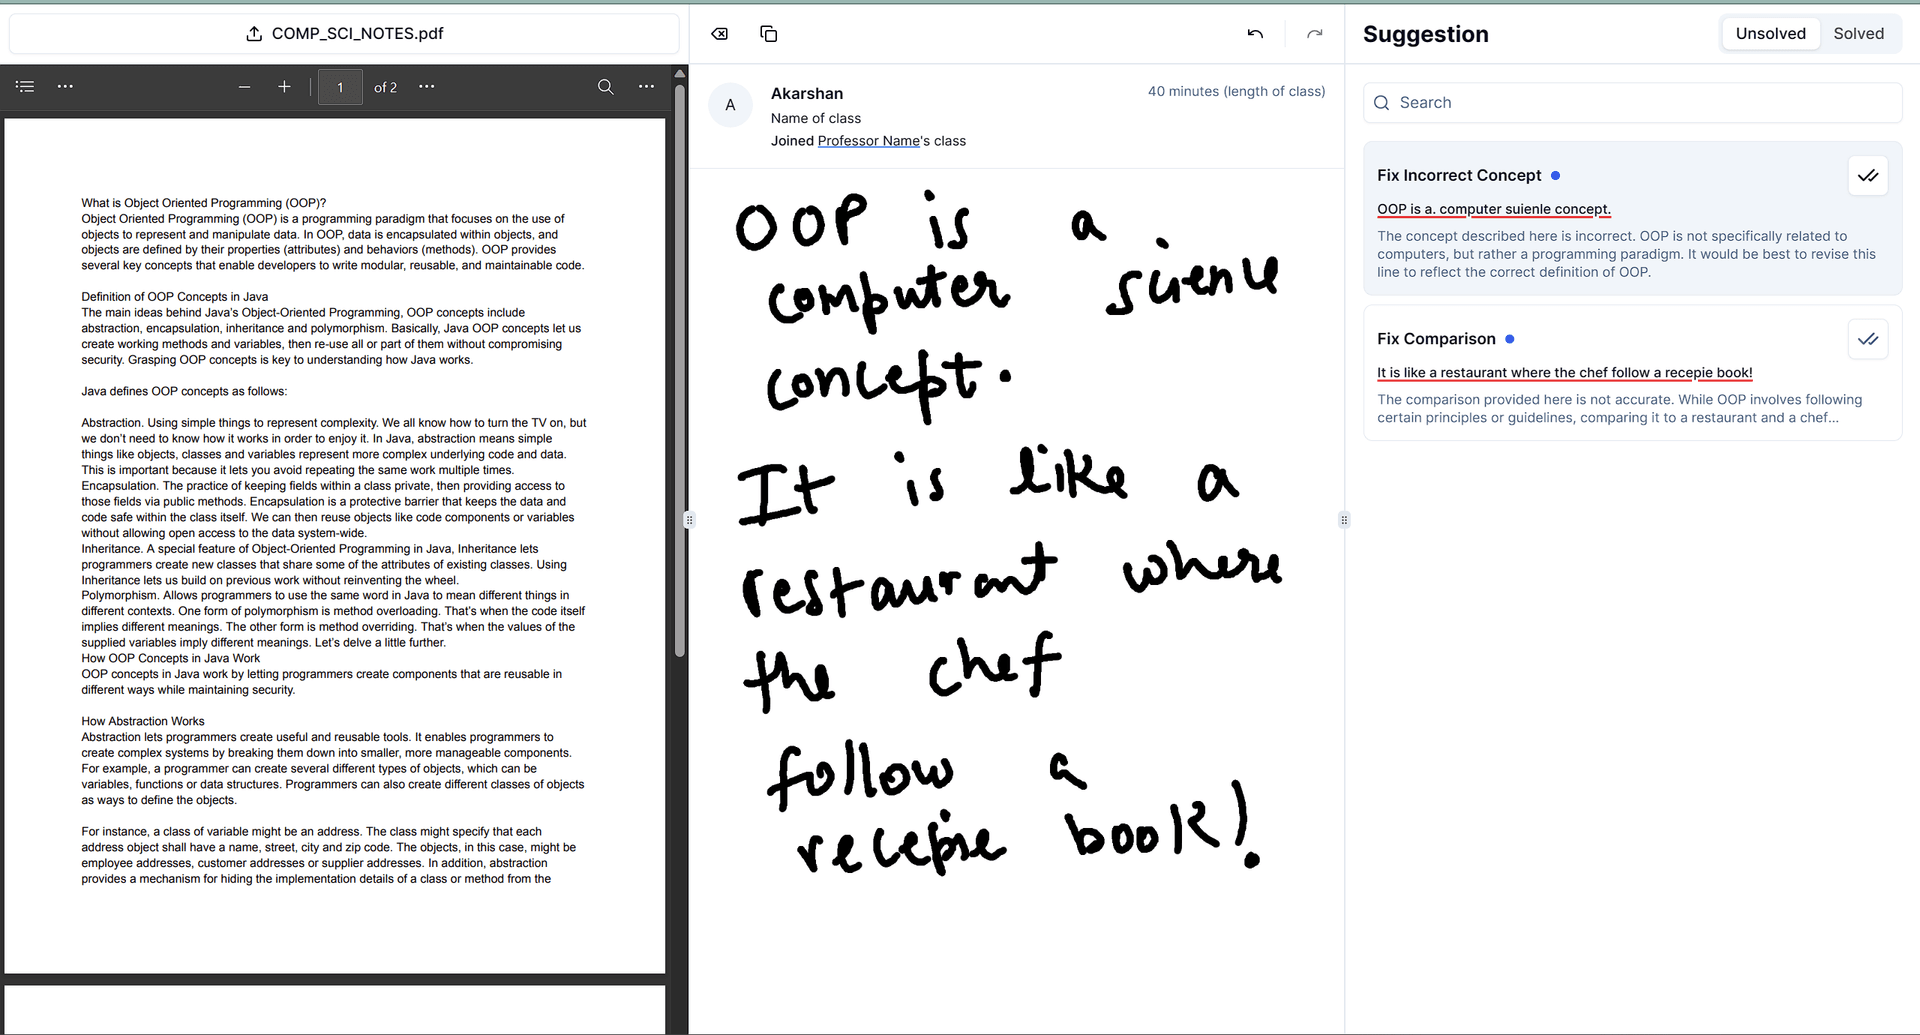 COMP_SCI_NOTES.pdf
1 of 2
What is Object Oriented Programming (OOP)?
Object Oriented Programming (OOP) is a programming paradigm that focuses on the use of
objects to represent and manipulate data. In OOP, data is encapsulated within objects, and
objects are defined by their properties (attributes) and behaviors (methods). OOP provides
several key concepts that enable developers to write modular, reusable, and maintainable code.
Definition of OOP Concepts in Java
The main ideas behind Java's Object-Oriented Programming, OOP concepts include
abstraction, encapsulation, inheritance and polymorphism. Basically, Java OOP concepts let us
create working methods and variables, then re-use all or part of them without compromising
security. Grasping OOP concepts is key to understanding how Java works.
Java defines OOP concepts as follows:
Abstraction. Using simple things to represent complexity. We all know how to turn the TV on, but
we don't need to know how it works in order to enjoy it. In Java, abstraction means simple
things like objects, classes and variables represent more complex underlying code and data.
This is important because it lets you avoid repeating the same work multiple times.
Encapsulation. The practice of keeping fields within a class private, then providing access to
those fields via public methods. Encapsulation is a protective barrier that keeps the data and
code safe within the class itself. We can then reuse objects like code components or variables
without allowing open access to the data system-wide.
Inheritance. A special feature of Object-Oriented Programming in Java, Inheritance lets
programmers create new classes that share some of the attributes of existing classes. Using
Inheritance lets us build on previous work without reinventing the wheel.
Polymorphism. Allows programmers to use the same word in Java to mean different things in
different contexts. One form of polymorphism is method overloading. That's when the code itself
implies different meanings. The other form is method overriding. That's when the values of the
supplied variables imply different meanings. Let's delve a little further.
How OOP Concepts in Java Work
OOP concepts in Java work by letting programmers create components that are reusable in
different ways while maintaining security.
How Abstraction Works
Abstraction lets programmers create useful and reusable tools. It enables programmers to
create complex systems by breaking them down into smaller, more manageable components.
For example, a programmer can create several different types of objects, which can be
variables, functions or data structures. Programmers can also create different classes of objects
as ways to define the objects.
For instance, a class of variable might be an address. The class might specify that each
address object shall have a name, street, city and zip code. The objects, in this case, might be
employee addresses, customer addresses or supplier addresses. In addition, abstraction
provides a mechanism for hiding the implementation details of a class or method from the
A
Akarshan
40 minutes (length of class)
Name of class
Joined Professor Name's class
OOP is a
computer science
concept.
It is like a
restaurant where
the chef
follow a
recepie book!
Suggestion
Unsolved Solved
Search
Fix Incorrect Concept
OOP is a. computer suienle concept.
The concept described here is incorrect. OOP is not specifically related to
computers, but rather a programming paradigm. It would be best to revise this
line to reflect the correct definition of OOP.
Fix Comparison
It is like a restaurant where the chef follow a recepie book!
The comparison provided here is not accurate. While OOP involves following
certain principles or guidelines, comparing it to a restaurant and a chef...